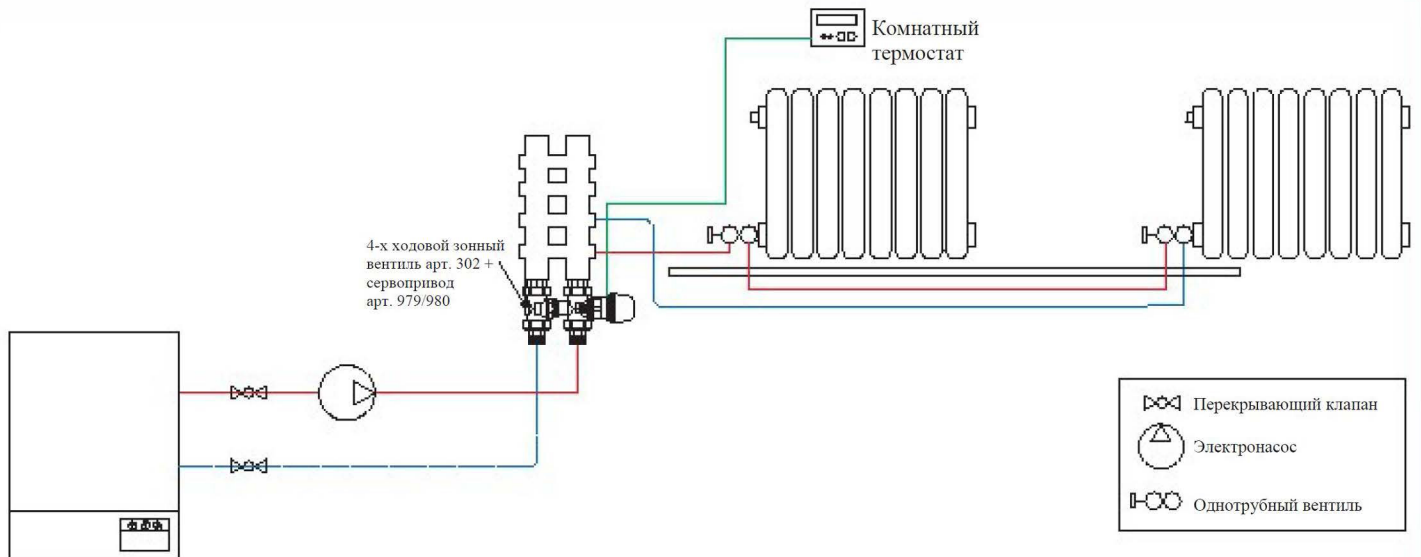 Комнатный
термостат
4-х ходовой зонный
вентиль арт. 302 +
сервопривод
арт. 979/980
Перекрывающий клапан
Электронасос
Однотрубный вентиль